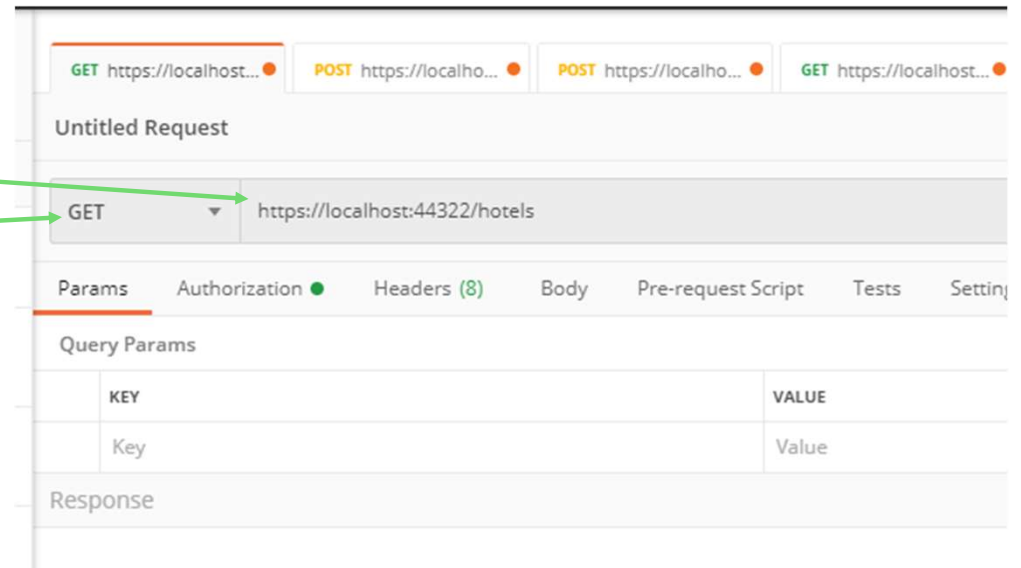 GET https://localhost... POST https://localho... POST https://localho... GET https://localhost...
Untitled Request
GET https://localhost:44322/hotels
Params Authorization Headers (8) Body Pre-request Script Tests Setting
Query Params
KEY VALUE
Key Value
Response